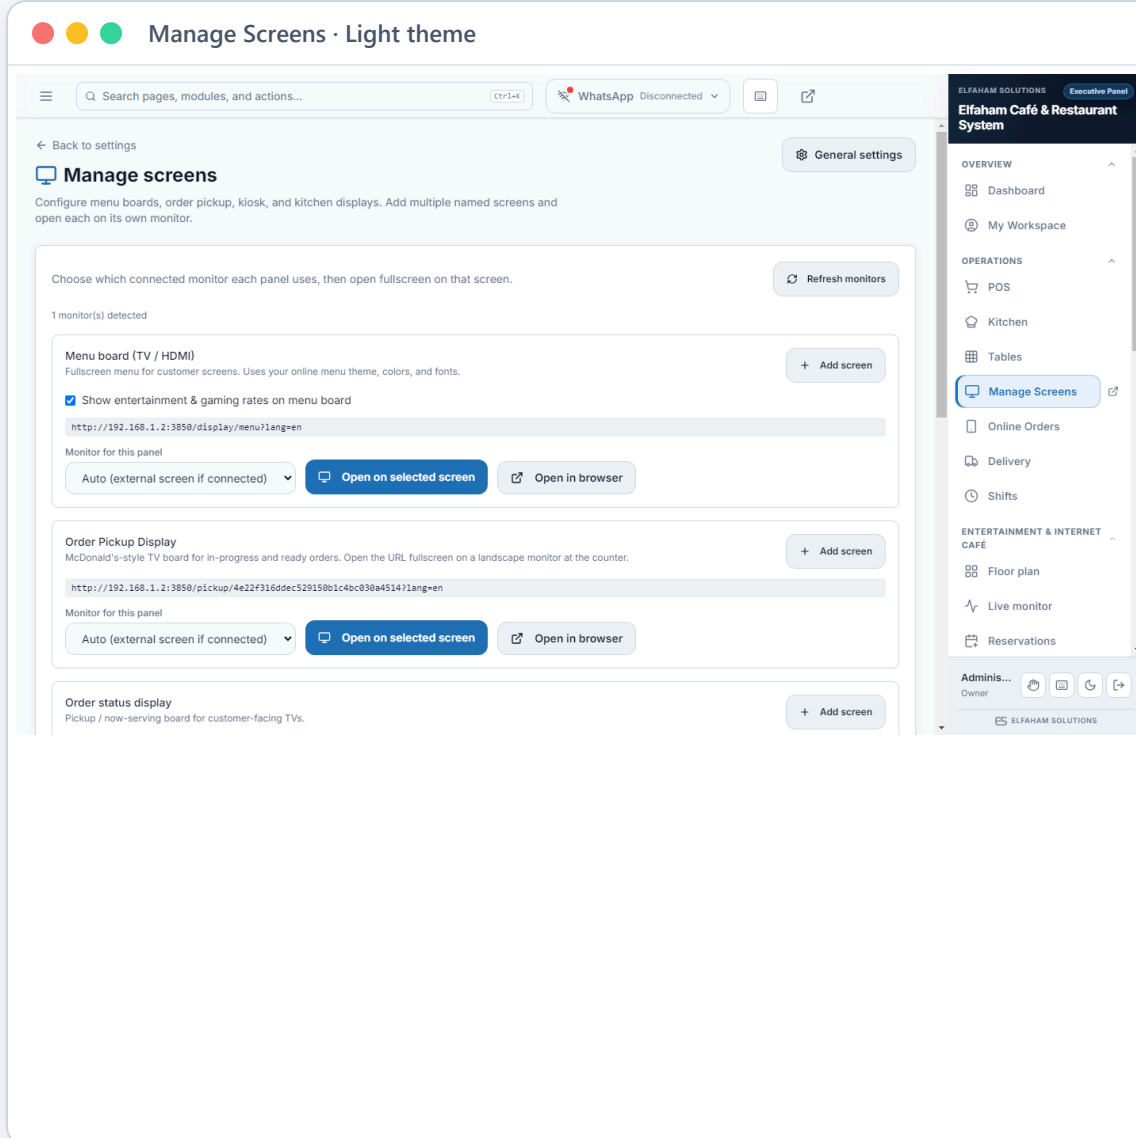 Manage Screens · Light theme
Search pages, modules, and actions...
Ctrl+K
WhatsApp Disconnected
Back to settings
Manage screens
Configure menu boards, order pickup, kiosk, and kitchen displays. Add multiple named screens and
open each on its own monitor.
General settings
Choose which connected monitor each panel uses, then open fullscreen on that screen.
Refresh monitors
1 monitor(s) detected
Menu board (TV / HDMI)
Fullscreen menu for customer screens. Uses your online menu theme, colors, and fonts.
+ Add screen
Show entertainment & gaming rates on menu board
http://192.168.1.2:3850/display/menu?lang=en
Monitor for this panel
Auto (external screen if connected)
Open on selected screen
Open in browser
Order Pickup Display
McDonald's-style TV board for in-progress and ready orders. Open the URL fullscreen on a landscape monitor at the counter.
+ Add screen
http://192.168.1.2:3850/pickup/4e22f316ddec529150b1c4bc030a4514?lang=en
Monitor for this panel
Auto (external screen if connected)
Open on selected screen
Open in browser
Order status display
Pickup / now-serving board for customer-facing TVs.
+ Add screen
ELFAHAM SOLUTIONS
Executive Panel
Elfaham Café & Restaurant
System
OVERVIEW
Dashboard
My Workspace
OPERATIONS
POS
Kitchen
Tables
Manage Screens
Online Orders
Delivery
Shifts
ENTERTAINMENT & INTERNET
CAFÉ
Floor plan
Live monitor
Reservations
Adminis...
Owner
ES ELFAHAM SOLUTIONS